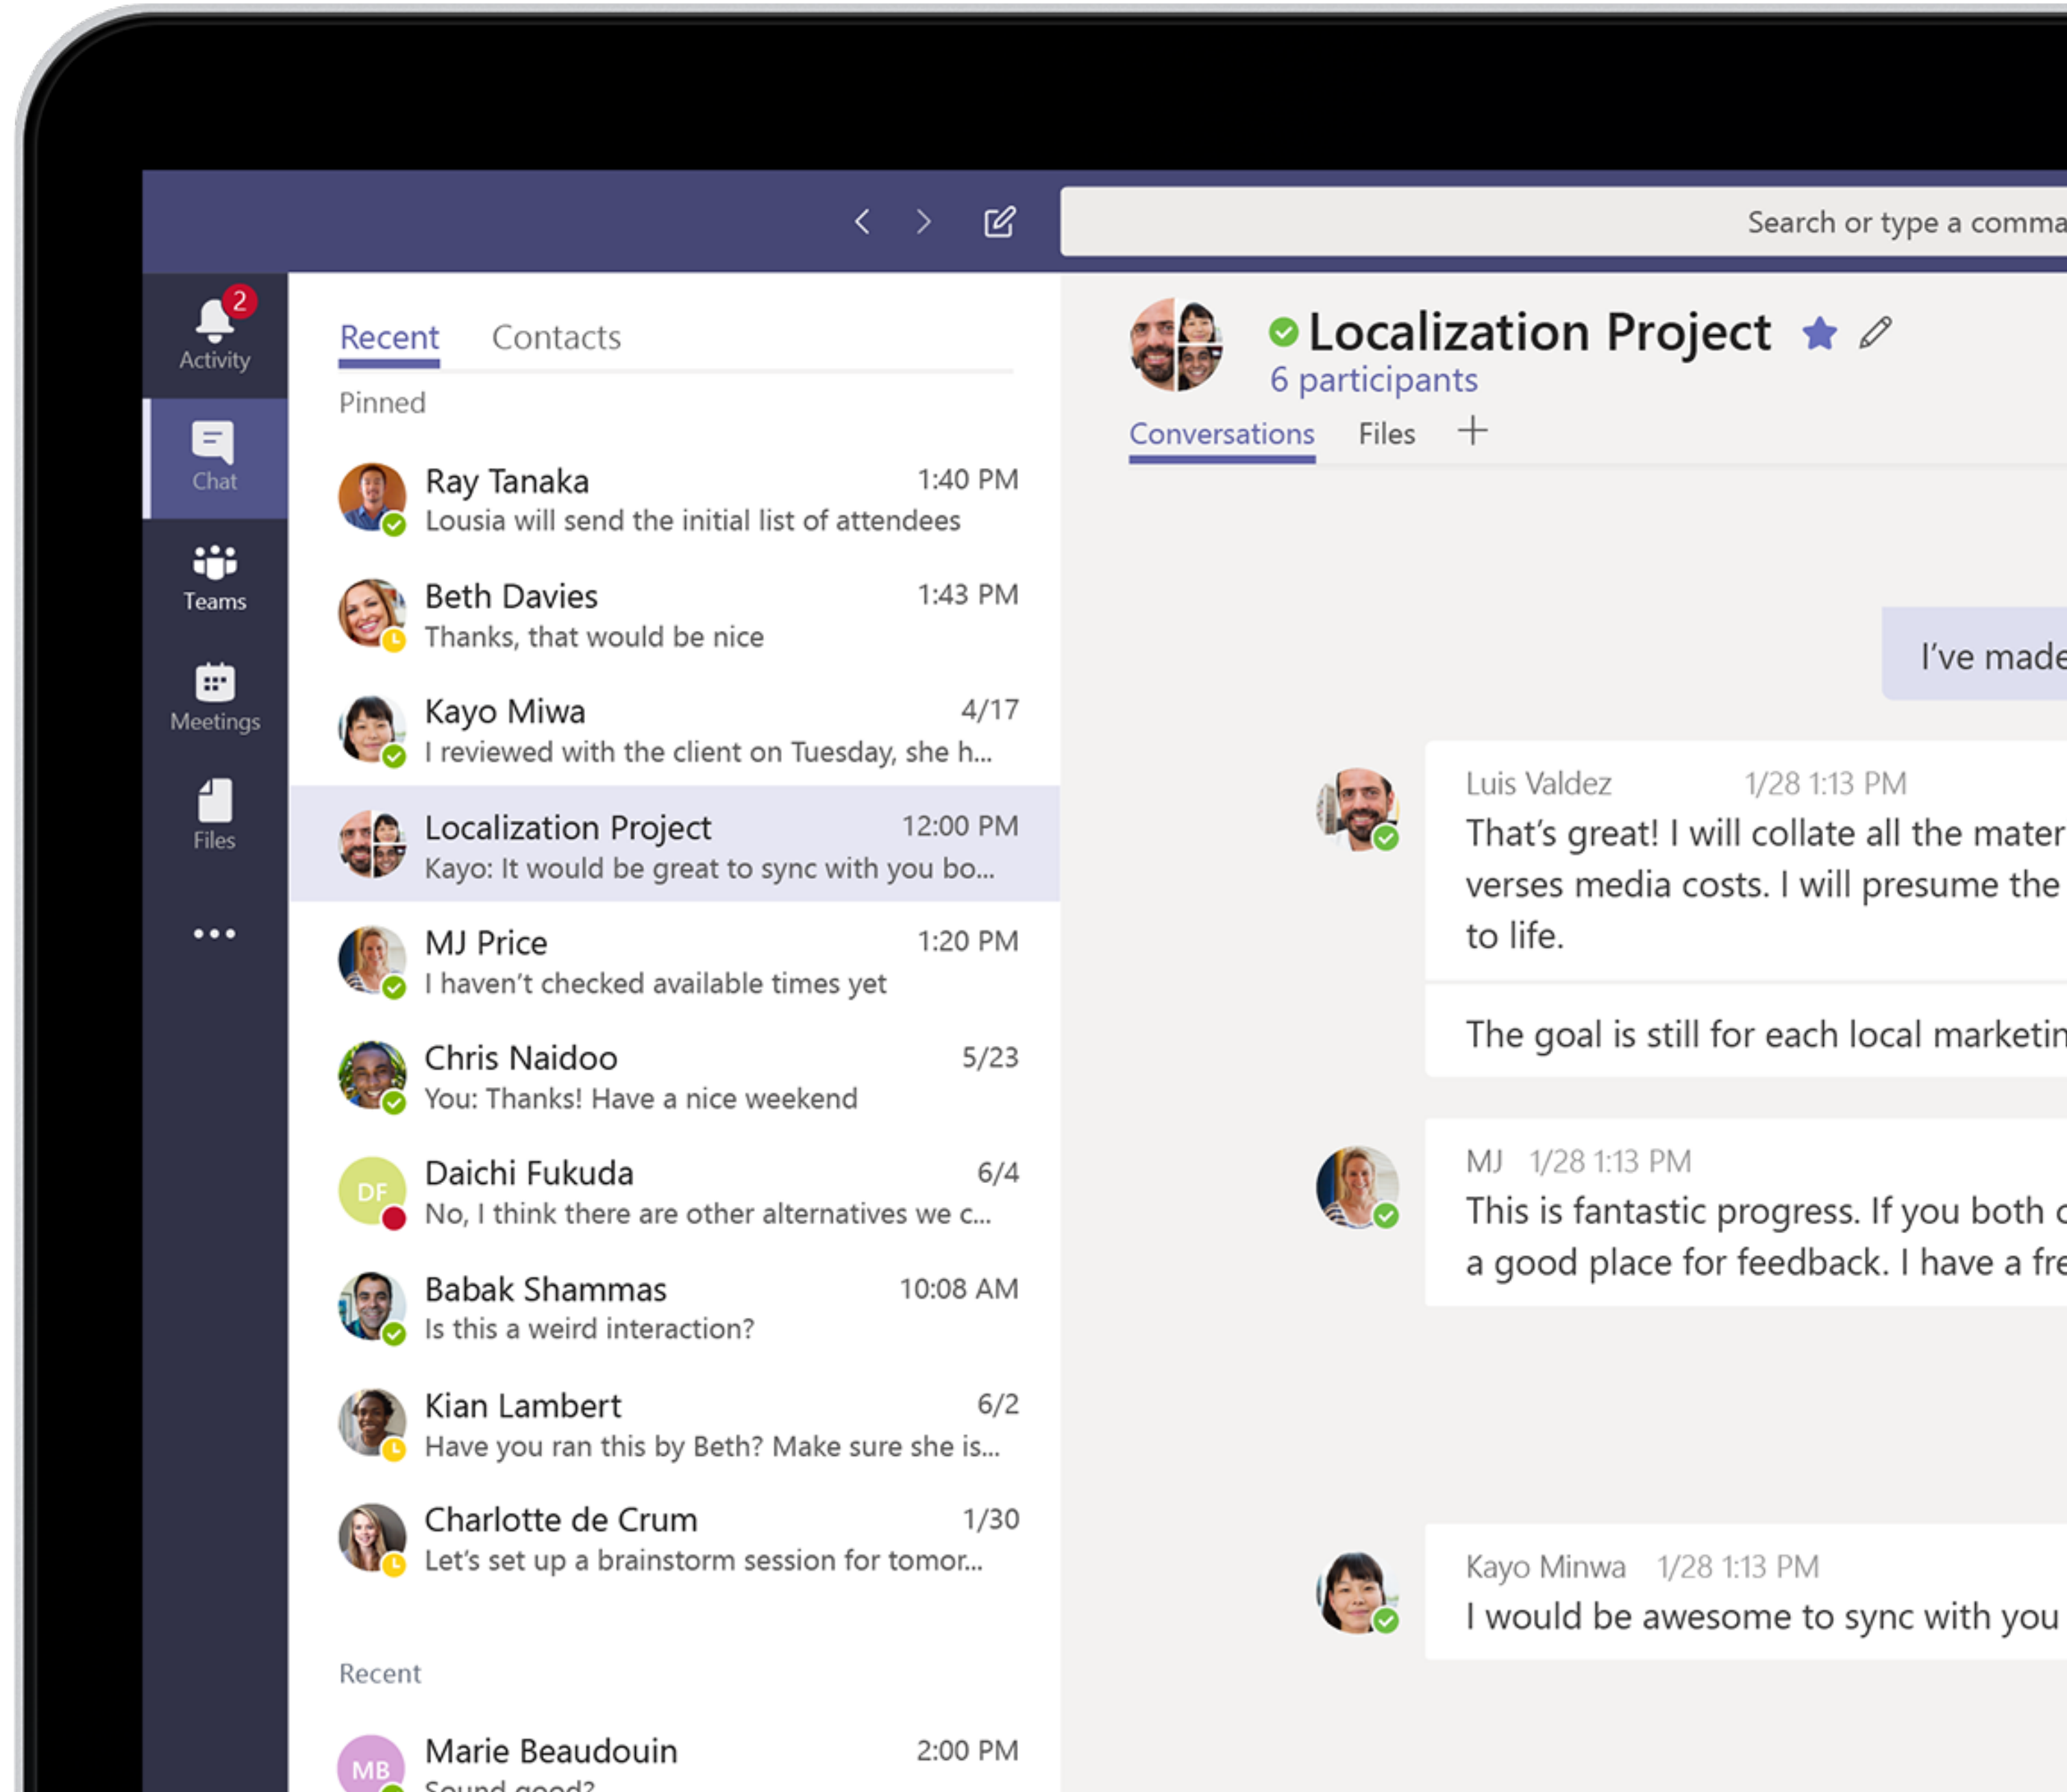 Search or type a comma
2
Activity
Chat
Teams
Meetings
Files
Recent Contacts
Pinned
Ray Tanaka 1:40 PM
Lousia will send the initial list of attendees
Beth Davies 1:43 PM
Thanks, that would be nice
Kayo Miwa 4/17
I reviewed with the client on Tuesday, she h...
Localization Project 12:00 PM
Kayo: It would be great to sync with you bo...
MJ Price 1:20 PM
I haven't checked available times yet
Chris Naidoo 5/23
You: Thanks! Have a nice weekend
DF
Daichi Fukuda 6/4
No, I think there are other alternatives we c...
Babak Shammas 10:08 AM
Is this a weird interaction?
Kian Lambert 6/2
Have you ran this by Beth? Make sure she is...
Charlotte de Crum 1/30
Let's set up a brainstorm session for tomor...
Recent
MB
Marie Beaudouin 2:00 PM
Sound good?
Localization Project
6 participants
Conversations Files
I've made
Luis Valdez 1/28 1:13 PM
That's great! I will collate all the mater
verses media costs. I will presume the
to life.
The goal is still for each local marketin
MJ 1/28 1:13 PM
This is fantastic progress. If you both c
a good place for feedback. I have a fre
Kayo Minwa 1/28 1:13 PM
I would be awesome to sync with you